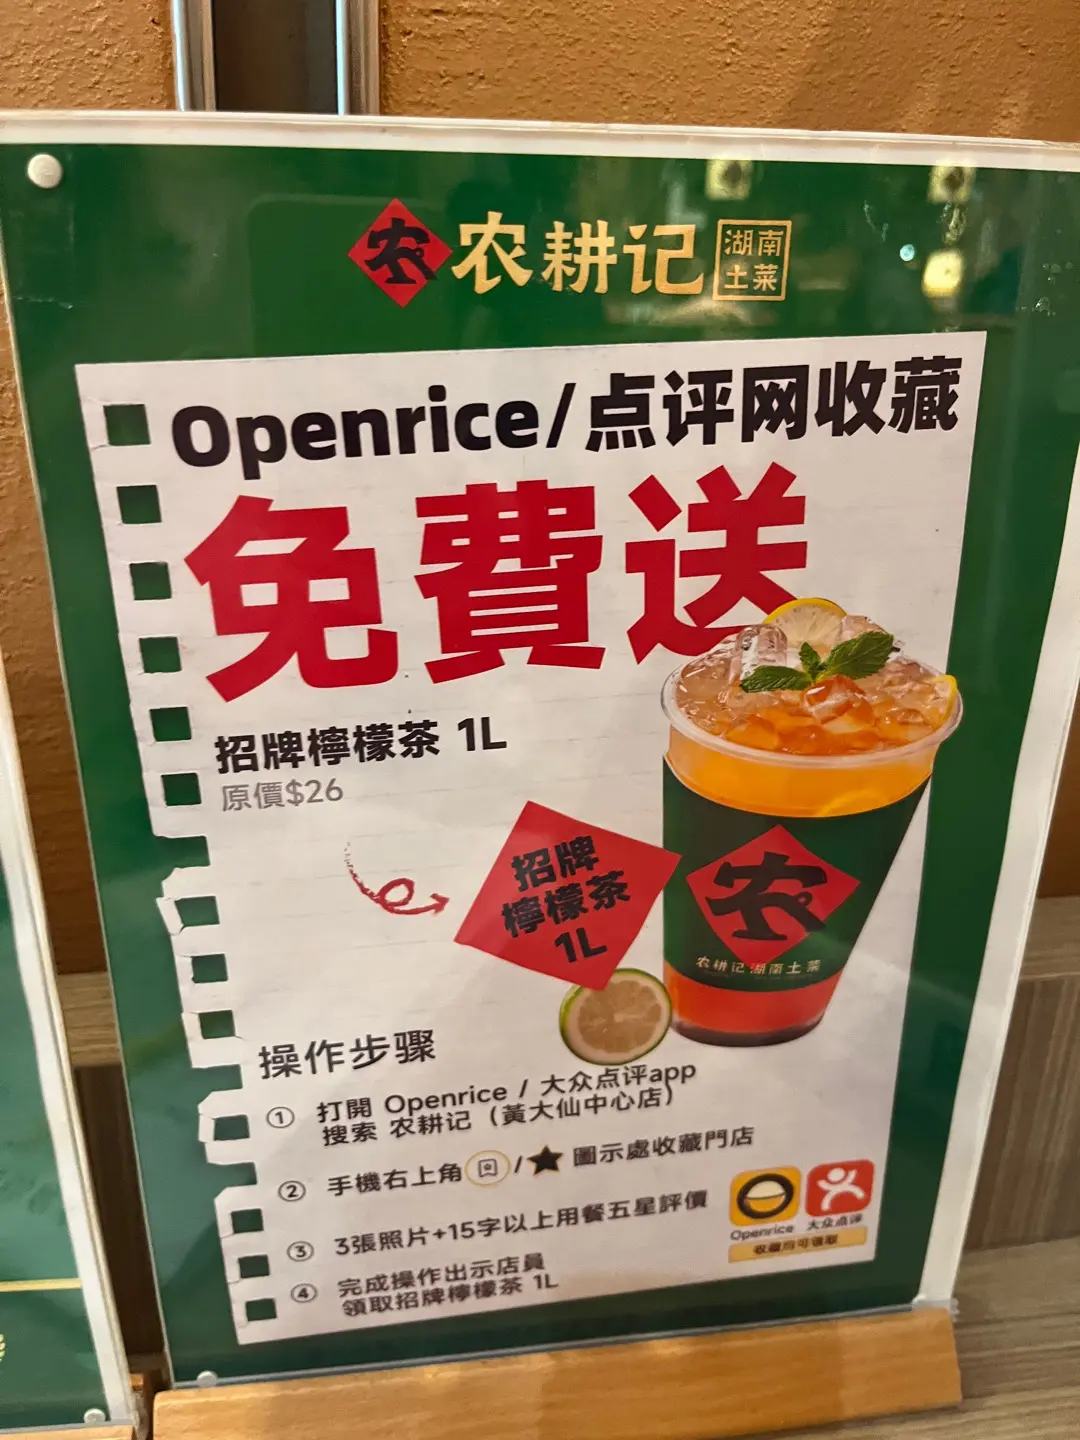 农 农耕记 湖南土菜
Openrice/点评网收藏
免費送
招牌檸檬茶 1L
原價$26
招牌
檸檬茶
1L
农
农耕记湖南土菜
操作步骤
① 打開 Openrice / 大众点评app
搜索 农耕记（黃大仙中心店）
② 手機右上角 / ★ 圖示處收藏門店
③ 3張照片+15字以上用餐五星評價
④ 完成操作出示店員
領取招牌檸檬茶 1L
Openrice 大众点评
收藏均可領取